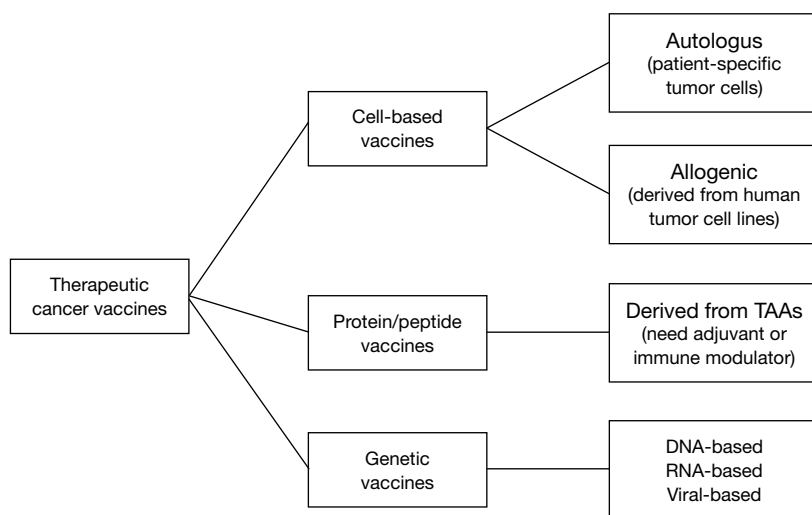 Therapeutic
cancer vaccines
Cell-based
vaccines
Autologus
(patient-specific
tumor cells)
Allogenic
(derived from human
tumor cell lines)
Protein/peptide
vaccines
Derived from TAAs
(need adjuvant or
immune modulator)
Genetic
vaccines
DNA-based
RNA-based
Viral-based